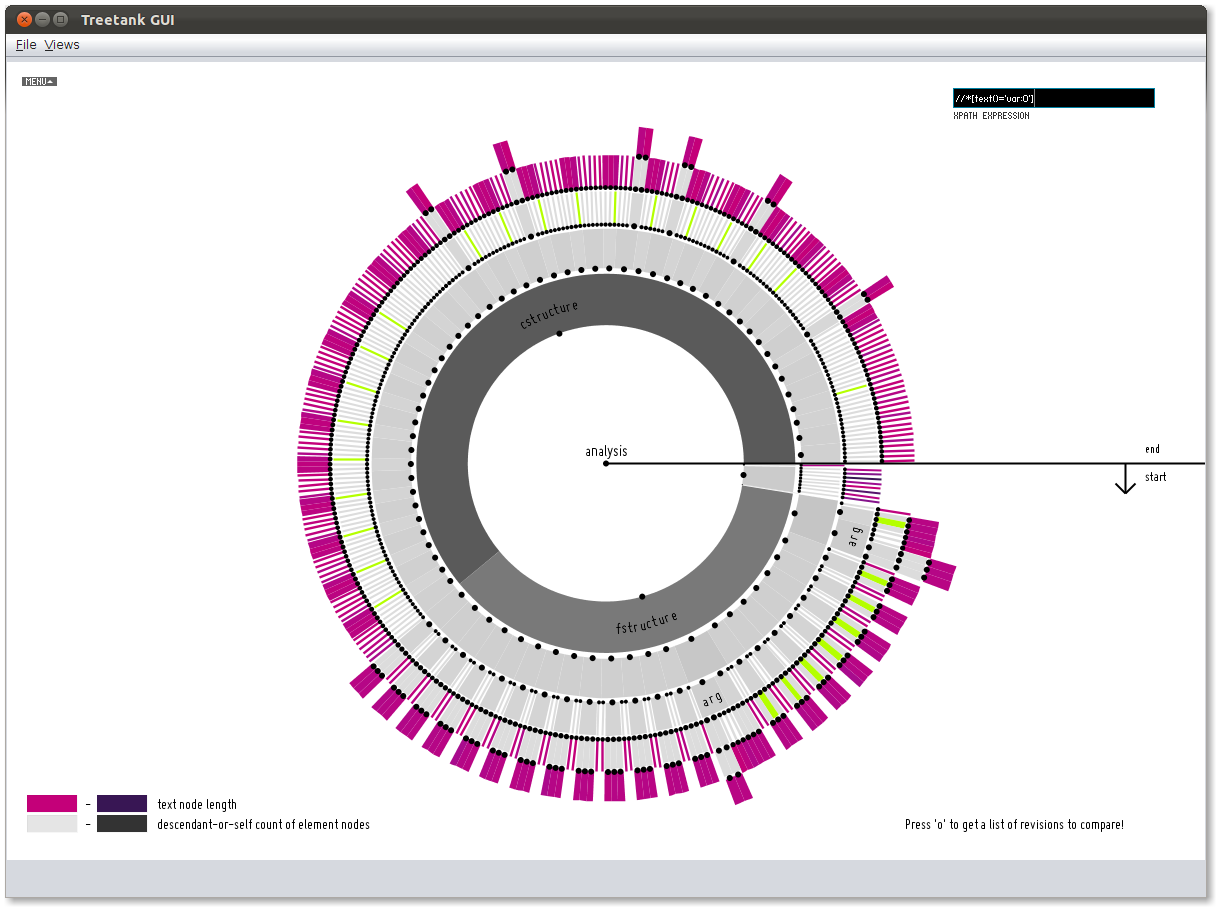 Treetank GUI
File Views
MENU
//*[text()='var:0']
XPATH EXPRESSION
cstructure
analysis
end
start
arg
fstructure
arg
- text node length
- descendant-or-self count of element nodes
Press 'o' to get a list of revisions to compare!